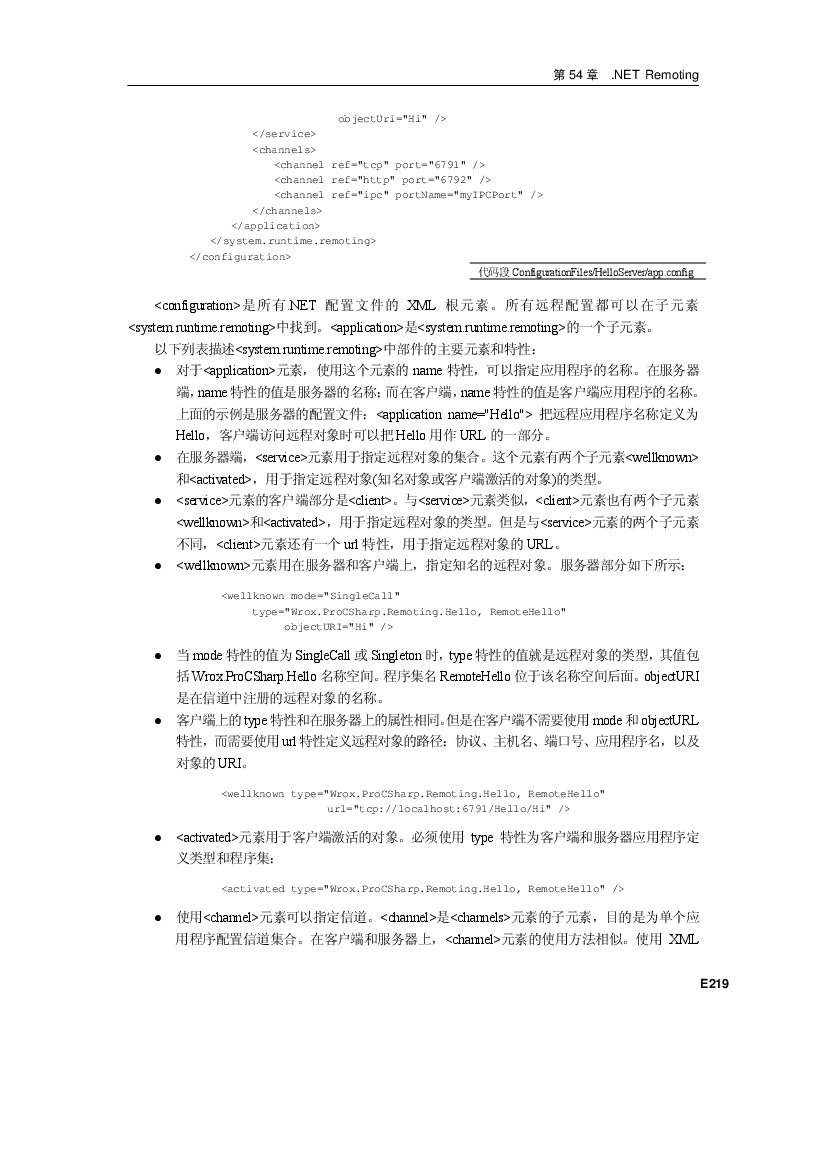 第 54 章 .NET Remoting
objectUri="Hi" />
</service>
<channels>
<channel ref="tcp" port="6791" />
<channel ref="http" port="6792" />
<channel ref="ipc" portName="myIPCPort" />
</channels>
</application>
</system.runtime.remoting>
</configuration>
代码段 ConfigurationFiles/HelloServer/app.config
<configuration>是所有.NET 配置文件的 XML 根元素。所有远程配置都可以在子元素
<system.runtime.remoting>中找到。<application>是<system.runtime.remoting>的一个子元素。
以下列表描述<system.runtime.remoting>中部件的主要元素和特性：
● 对于<application>元素，使用这个元素的 name 特性，可以指定应用程序的名称。在服务器
端，name 特性的值是服务器的名称；而在客户端，name 特性的值是客户端应用程序的名称。
上面的示例是服务器的配置文件：<application name="Hello"> 把远程应用程序名称定义为
Hello，客户端访问远程对象时可以把 Hello 用作 URL 的一部分。
● 在服务器端，<service>元素用于指定远程对象的集合。这个元素有两个子元素<wellknown>
和<activated>，用于指定远程对象(知名对象或客户端激活的对象)的类型。
● <service>元素的客户端部分是<client>。与<service>元素类似，<client>元素也有两个子元素
<wellknown>和<activated>，用于指定远程对象的类型。但是与<service>元素的两个子元素
不同，<client>元素还有一个 url 特性，用于指定远程对象的 URL。
● <wellknown>元素用在服务器和客户端上，指定知名的远程对象。服务器部分如下所示：
<wellknown mode="SingleCall"
type="Wrox.ProCSharp.Remoting.Hello, RemoteHello"
objectURI="Hi" />
● 当 mode 特性的值为 SingleCall 或 Singleton 时，type 特性的值就是远程对象的类型，其值包
括 Wrox.ProCSharp.Hello 名称空间。程序集名 RemoteHello 位于该名称空间后面。objectURI
是在信道中注册的远程对象的名称。
● 客户端上的 type 特性和在服务器上的属性相同。但是在客户端不需要使用 mode 和 objectURL
特性，而需要使用 url 特性定义远程对象的路径：协议、主机名、端口号、应用程序名，以及
对象的 URI。
<wellknown type="Wrox.ProCSharp.Remoting.Hello, RemoteHello"
url="tcp://localhost:6791/Hello/Hi" />
● <activated>元素用于客户端激活的对象。必须使用 type 特性为客户端和服务器应用程序定
义类型和程序集：
<activated type="Wrox.ProCSharp.Remoting.Hello, RemoteHello" />
● 使用<channel>元素可以指定信道。<channel>是<channels>元素的子元素，目的是为单个应
用程序配置信道集合。在客户端和服务器上，<channel>元素的使用方法相似。使用 XML
E219